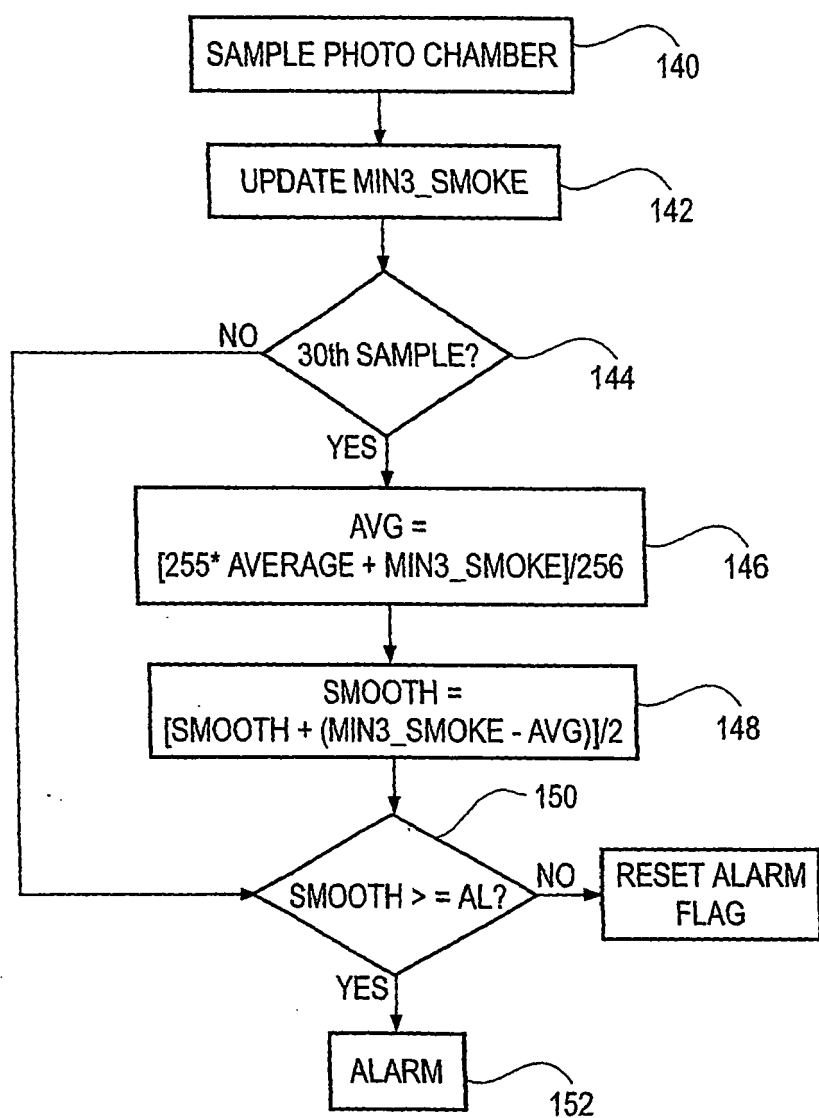 SAMPLE PHOTO CHAMBER
140
UPDATE MIN3_SMOKE
142
NO
30th SAMPLE?
144
YES
AVG =
[255* AVERAGE + MIN3_SMOKE]/256
146
SMOOTH =
[SMOOTH + (MIN3_SMOKE - AVG)]/2
148
150
SMOOTH > = AL?
NO
RESET ALARM
FLAG
YES
ALARM
152